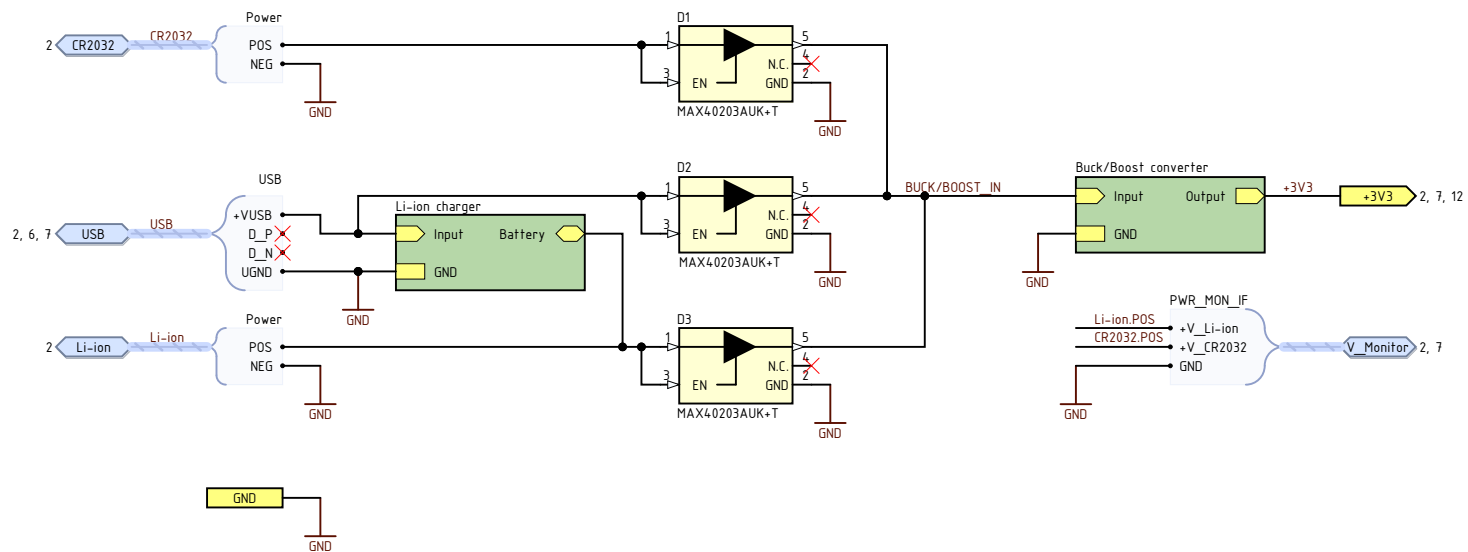 Power
D1
2
CR2032
CR2032
POS
NEG
GND
1
3
EN
5
4
N.C.
2
GND
MAX40203AUK+T
GND
USB
+VUSB
D_P
D_N
UGND
2, 6, 7
USB
USB
GND
Li-ion charger
Input
Battery
GND
D2
1
3
EN
5
4
N.C.
2
GND
MAX40203AUK+T
GND
BUCK/BOOST_IN
Buck/Boost converter
Input
Output
GND
GND
+3V3
+3V3
2, 7, 12
Power
2
Li-ion
Li-ion
POS
NEG
GND
D3
1
3
EN
5
4
N.C.
2
GND
MAX40203AUK+T
GND
PWR_MON_IF
Li-ion.POS
+V_Li-ion
CR2032.POS
+V_CR2032
GND
GND
V_Monitor
2, 7
GND
GND